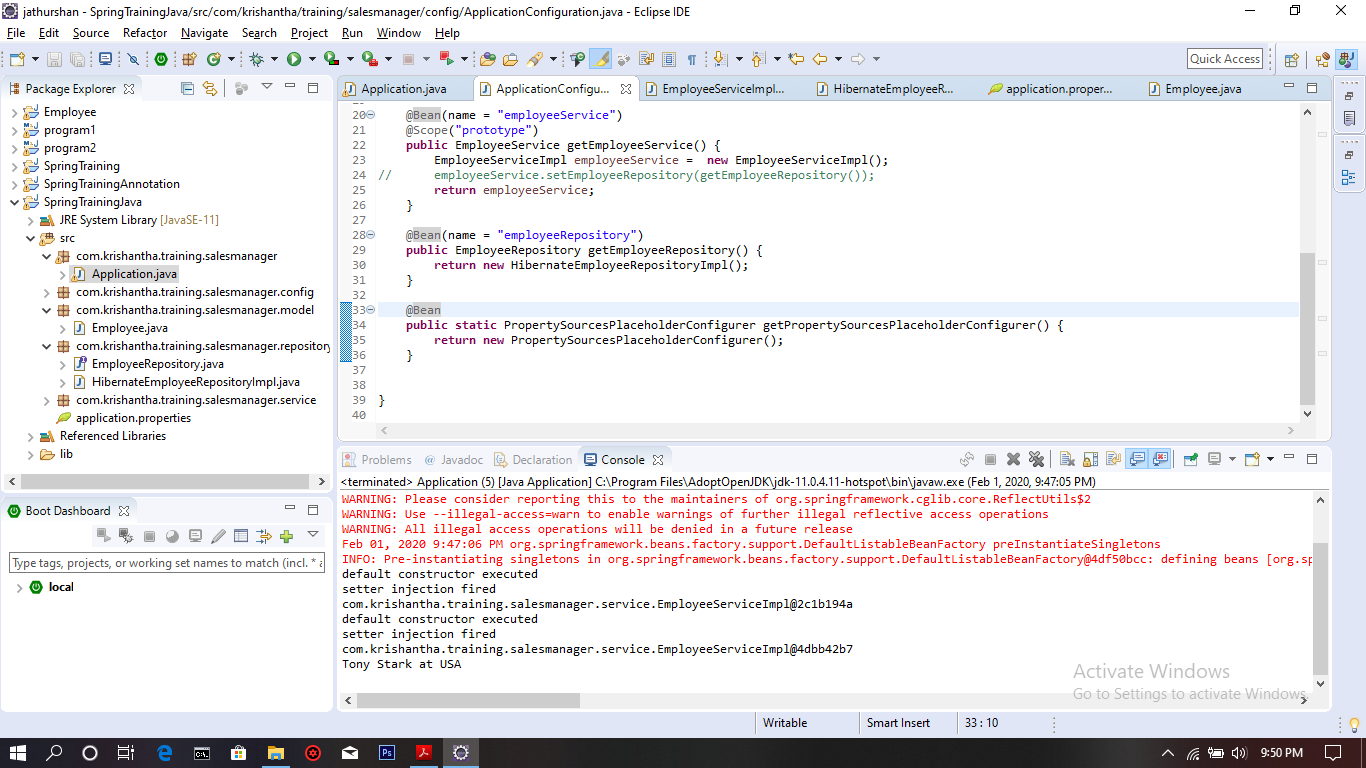 jathurshan - SpringTrainingJava/src/com/krishantha/training/salesmanager/config/ApplicationConfiguration.java - Eclipse IDE
File Edit Source Refactor Navigate Search Project Run Window Help
Quick Access
Package Explorer
Employee
program1
program2
SpringTraining
SpringTrainingAnnotation
SpringTrainingJava
JRE System Library [JavaSE-11]
src
com.krishantha.training.salesmanager
Application.java
com.krishantha.training.salesmanager.config
com.krishantha.training.salesmanager.model
Employee.java
com.krishantha.training.salesmanager.repository
EmployeeRepository.java
HibernateEmployeeRepositoryImpl.java
com.krishantha.training.salesmanager.service
application.properties
Referenced Libraries
lib
Boot Dashboard
Type tags, projects, or working set names to match (incl. * a
local
Application.java ApplicationConfigu... EmployeeServiceImpl... HibernateEmployeeR... application.proper... Employee.java
20 @Bean(name = "employeeService")
21 @Scope("prototype")
22 public EmployeeService getEmployeeService() {
23 EmployeeServiceImpl employeeService = new EmployeeServiceImpl();
24 // employeeService.setEmployeeRepository(getEmployeeRepository());
25 return employeeService;
26 }
27
28 @Bean(name = "employeeRepository")
29 public EmployeeRepository getEmployeeRepository() {
30 return new HibernateEmployeeRepositoryImpl();
31 }
32
33 @Bean
34 public static PropertySourcesPlaceholderConfigurer getPropertySourcesPlaceholderConfigurer() {
35 return new PropertySourcesPlaceholderConfigurer();
36 }
37
38
39 }
40
Problems @ Javadoc Declaration Console
<terminated> Application (5) [Java Application] C:\Program Files\AdoptOpenJDK\jdk-11.0.4.11-hotspot\bin\javaw.exe (Feb 1, 2020, 9:47:05 PM)
WARNING: Please consider reporting this to the maintainers of org.springframework.cglib.core.ReflectUtils$2
WARNING: Use --illegal-access=warn to enable warnings of further illegal reflective access operations
WARNING: All illegal access operations will be denied in a future release
Feb 01, 2020 9:47:06 PM org.springframework.beans.factory.support.DefaultListableBeanFactory preInstantiateSingletons
INFO: Pre-instantiating singletons in org.springframework.beans.factory.support.DefaultListableBeanFactory@4df50bcc: defining beans [org.sp
default constructor executed
setter injection fired
com.krishantha.training.salesmanager.service.EmployeeServiceImpl@2c1b194a
default constructor executed
setter injection fired
com.krishantha.training.salesmanager.service.EmployeeServiceImpl@4dbb42b7
Tony Stark at USA
Activate Windows
Go to Settings to activate Windows.
Writable Smart Insert 33 : 10
9:50 PM